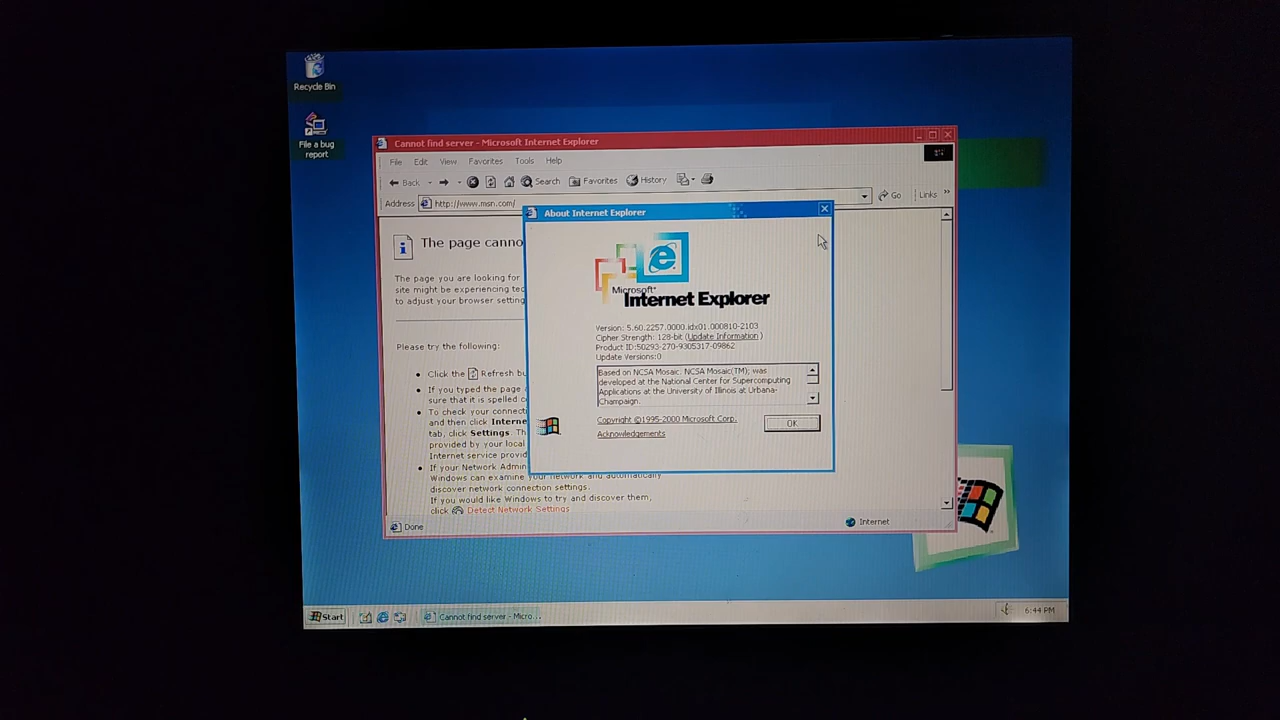 Recycle Bin
File a bug
report
Cannot find server - Microsoft Internet Explorer
File Edit View Favorites Tools Help
Back Search Favorites History
Address http://www.msn.com/ Go Links »
About Internet Explorer
The page canno
The page you are looking for
site might be experiencing tec
to adjust your browser setting
Please try the following:
Click the Refresh bu
If you typed the page
sure that it is spelled c
To check your connecti
and then click Intern
tab, click Settings. Th
provided by your local
Internet service provid
If your Network Admin
Windows can examine your network and automatically
discover network connection settings.
If you would like Windows to try and discover them,
click Detect Network Settings
Microsoft®
Internet Explorer
Version: 5.60.2257.0000.idx01.000810-2103
Cipher Strength: 128-bit (Update Information )
Product ID:50293-270-9305317-09862
Update Versions:0
Based on NCSA Mosaic. NCSA Mosaic(TM); was
developed at the National Center for Supercomputing
Applications at the University of Illinois at Urbana-
Champaign.
Copyright ©1995-2000 Microsoft Corp.
Acknowledgements
OK
Done Internet
Start Cannot find server - Micro... 6:44 PM